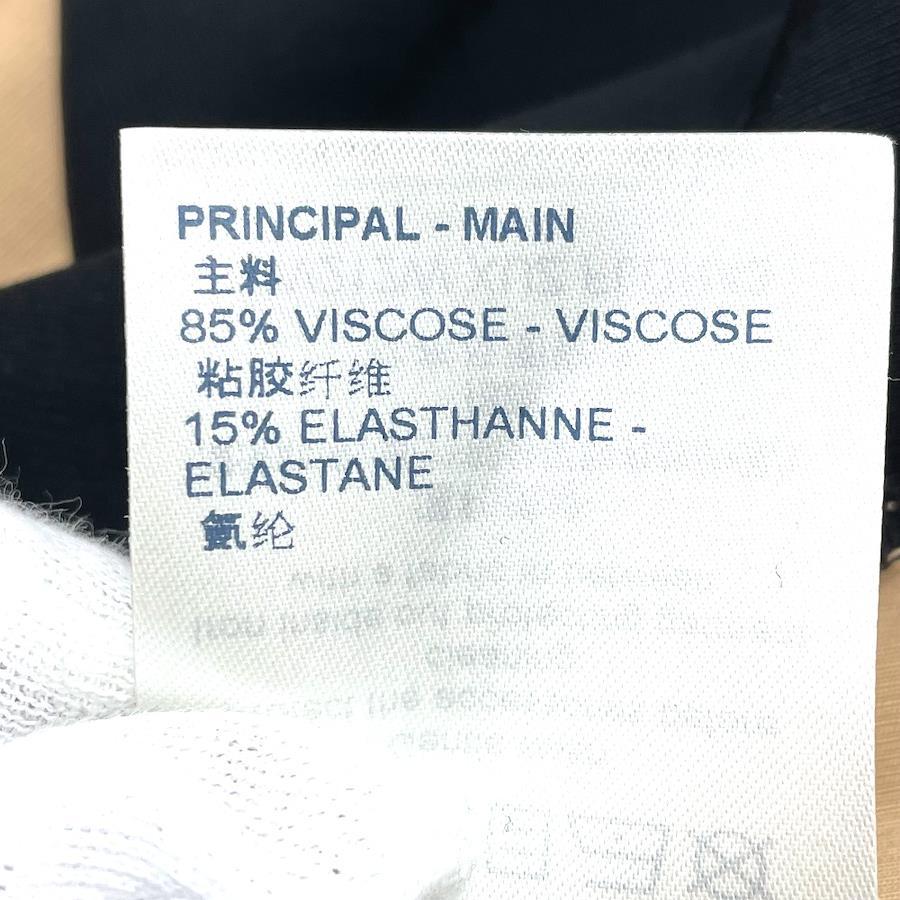 PRINCIPAL - MAIN
主料
85% VISCOSE - VISCOSE
粘胶纤维
15% ELASTHANNE -
ELASTANE
氨纶